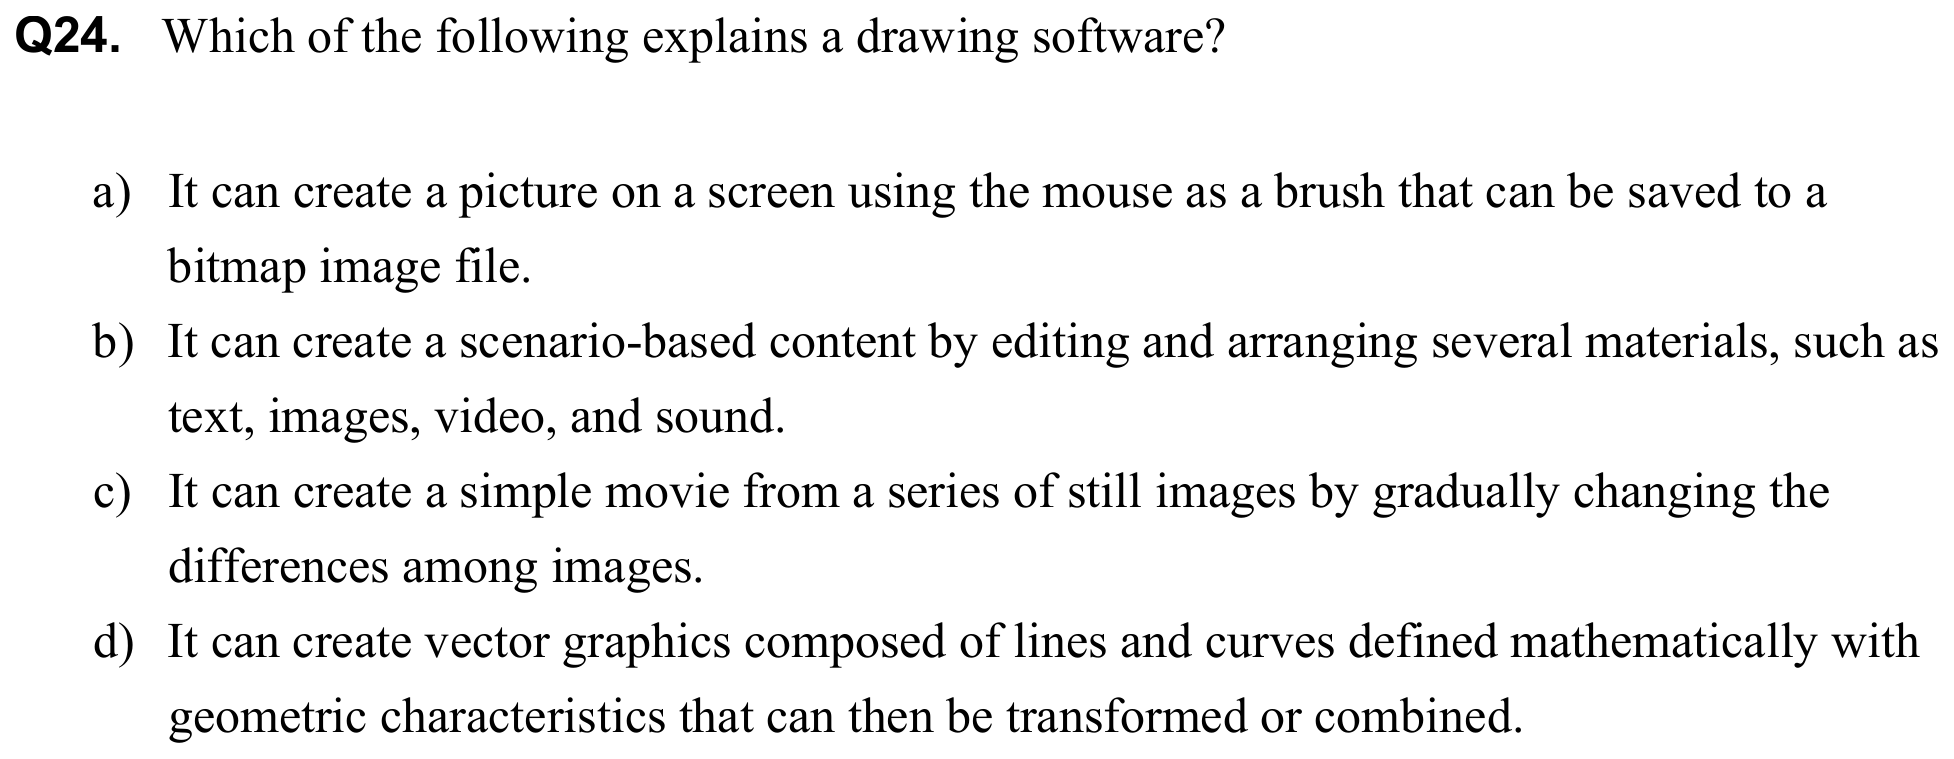 Q24. Which of the following explains a drawing software?
a) It can create a picture on a screen using the mouse as a brush that can be saved to a
bitmap image file.
b) It can create a scenario-based content by editing and arranging several materials, such as
text, images, video, and sound.
c) It can create a simple movie from a series of still images by gradually changing the
differences among images.
d) It can create vector graphics composed of lines and curves defined mathematically with
geometric characteristics that can then be transformed or combined.